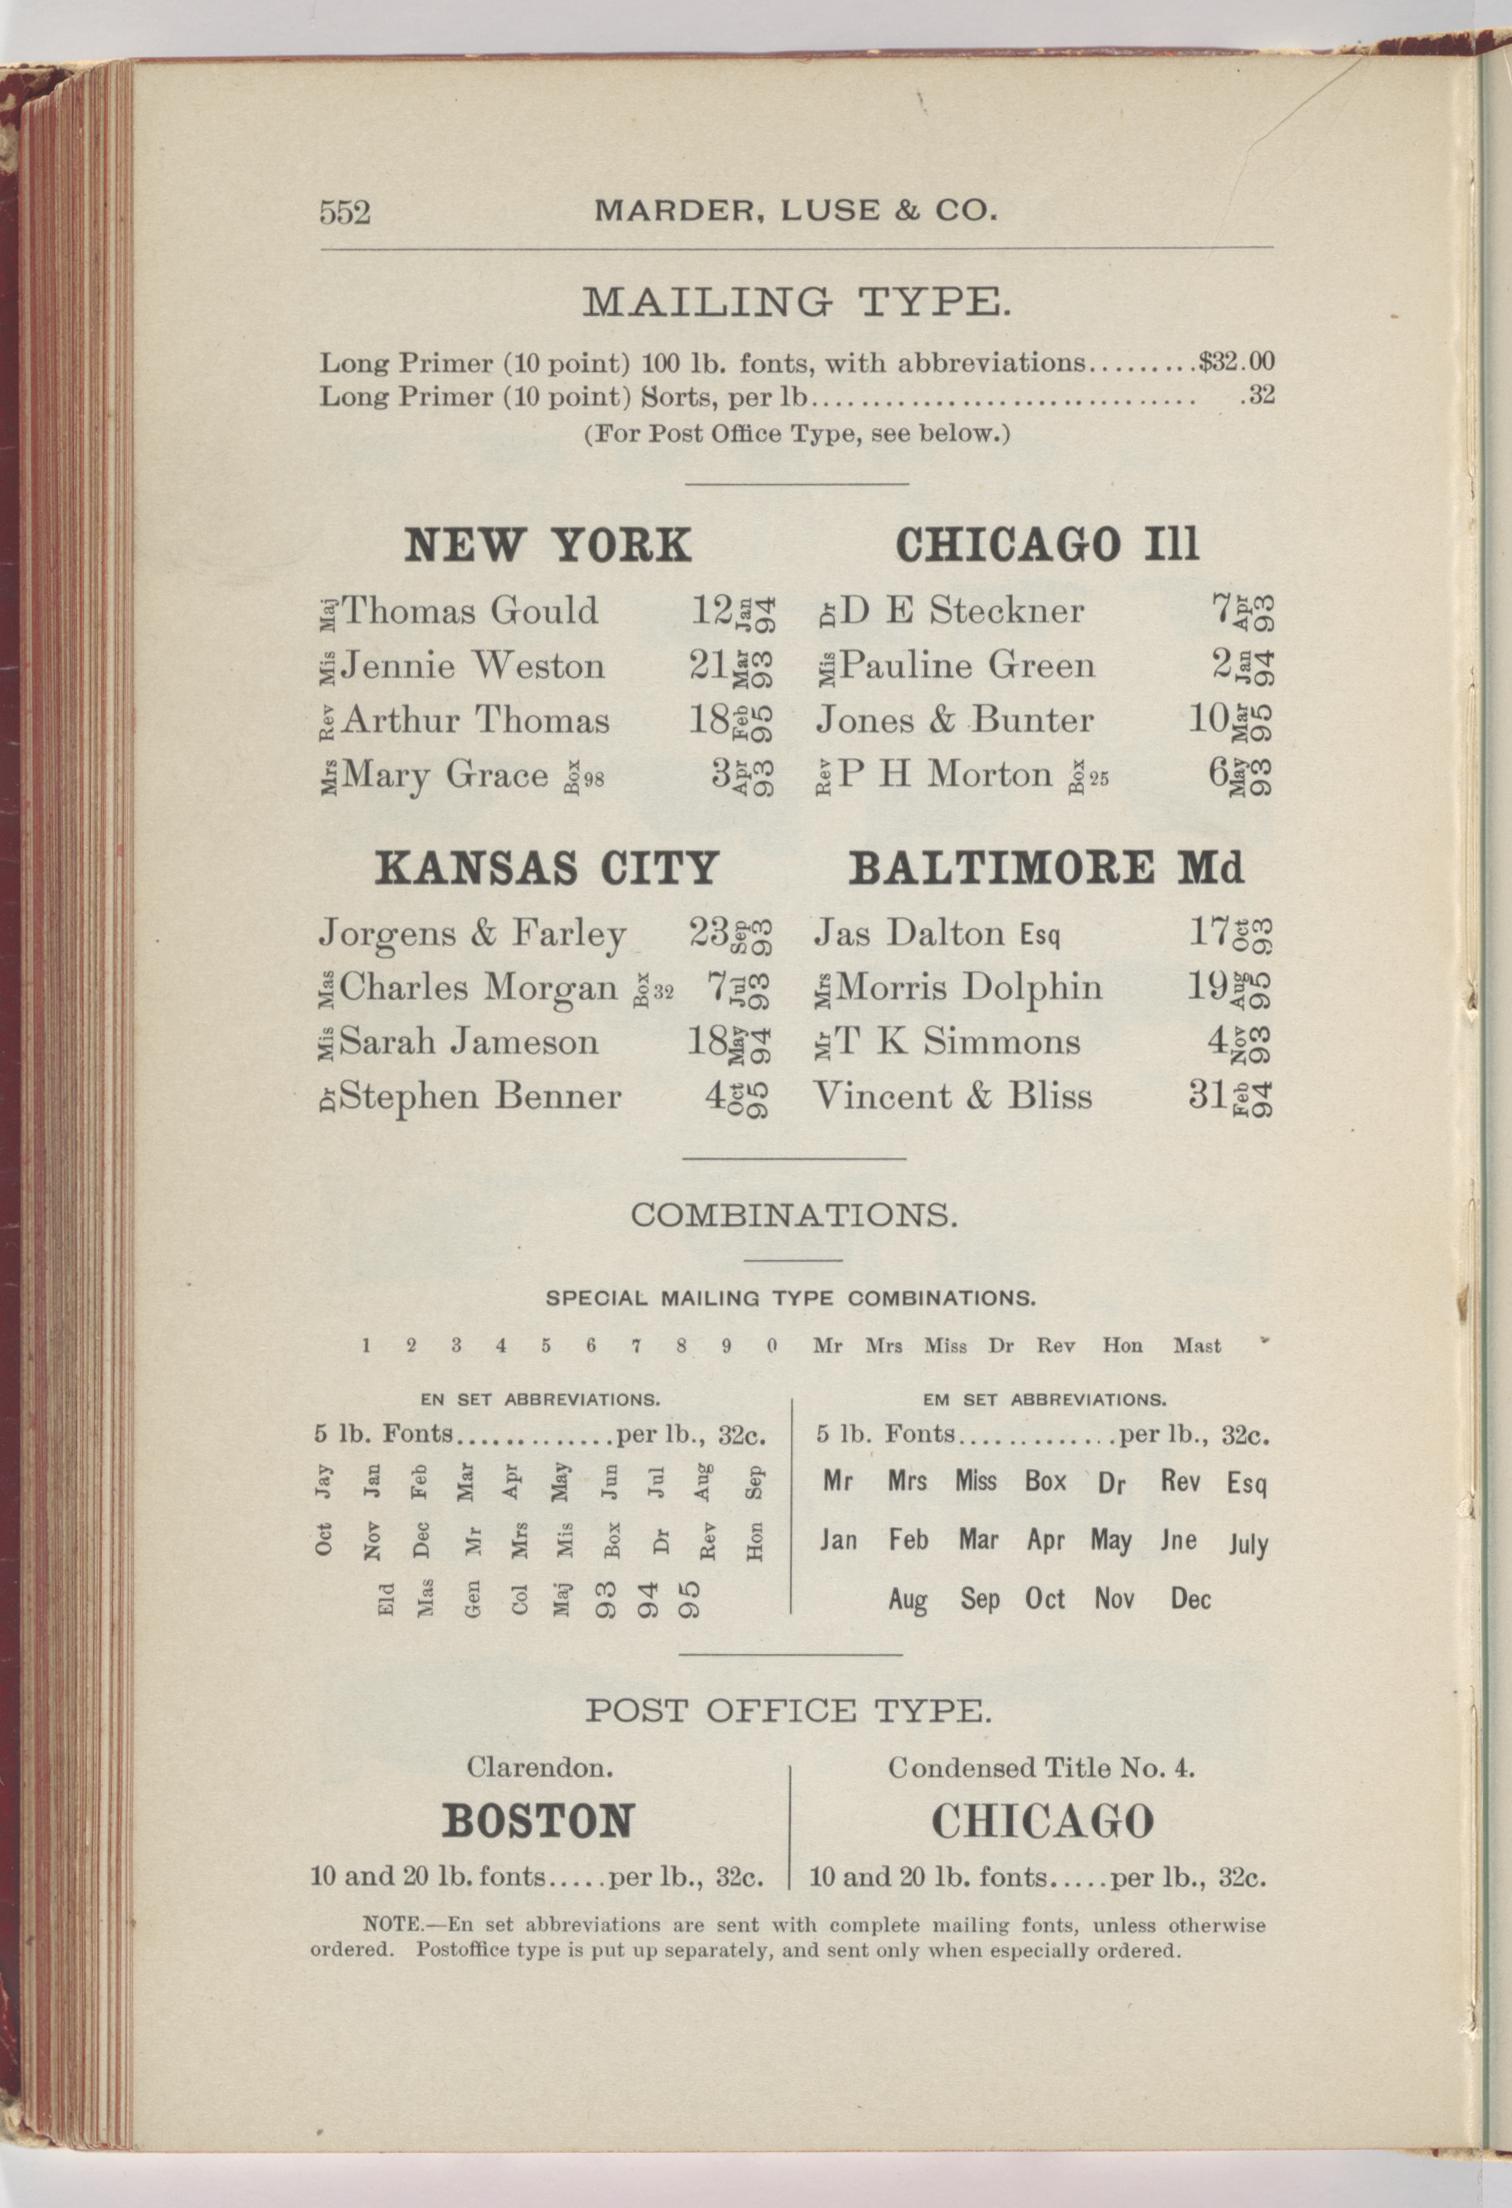 552 MARDER, LUSE & CO.
MAILING TYPE.
Long Primer (10 point) 100 lb. fonts, with abbreviations.........$32.00
Long Primer (10 point) Sorts, per lb............................... .32
(For Post Office Type, see below.)
NEW YORK
Maj Thomas Gould 12 Jan 94
Mis Jennie Weston 21 Mar 93
Rev Arthur Thomas 18 Feb 95
Mrs Mary Grace Box 98 3 Apr 93
CHICAGO Ill
Dr D E Steckner 7 Apr 93
Mis Pauline Green 2 Jan 94
Jones & Bunter 10 Mar 95
Rev P H Morton Box 25 6 May 93
KANSAS CITY
Jorgens & Farley 23 Sep 93
Mas Charles Morgan Box 32 7 Jul 93
Mis Sarah Jameson 18 May 94
Dr Stephen Benner 4 Oct 95
BALTIMORE Md
Jas Dalton Esq 17 Oct 93
Mrs Morris Dolphin 19 Aug 95
Mr T K Simmons 4 Nov 93
Vincent & Bliss 31 Feb 94
COMBINATIONS.
SPECIAL MAILING TYPE COMBINATIONS.
1 2 3 4 5 6 7 8 9 0 Mr Mrs Miss Dr Rev Hon Mast
EN SET ABBREVIATIONS.
5 lb. Fonts.............per lb., 32c.
Jay Jan Feb Mar Apr May Jun Jul Aug Sep
Oct Nov Dec Mr Mrs Mis Box Dr Rev Hon
Eld Mas Gen Col Maj 93 94 95
EM SET ABBREVIATIONS.
5 lb. Fonts.............per lb., 32c.
Mr Mrs Miss Box Dr Rev Esq
Jan Feb Mar Apr May Jne July
Aug Sep Oct Nov Dec
POST OFFICE TYPE.
Clarendon.
BOSTON
10 and 20 lb. fonts.....per lb., 32c.
Condensed Title No. 4.
CHICAGO
10 and 20 lb. fonts.....per lb., 32c.
NOTE.—En set abbreviations are sent with complete mailing fonts, unless otherwise
ordered. Postoffice type is put up separately, and sent only when especially ordered.